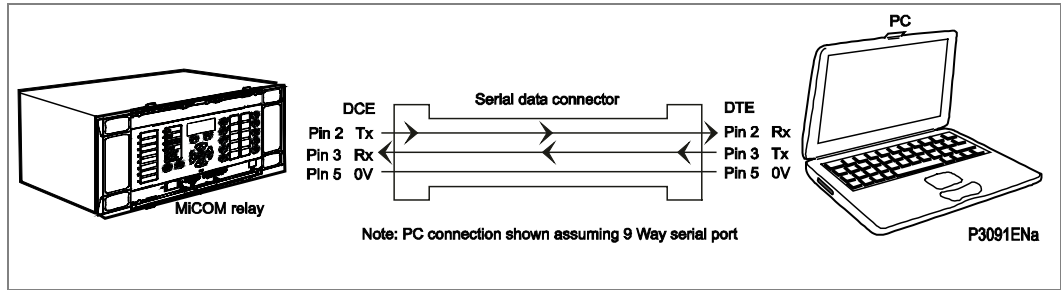 PC
DCE
Serial data connector
DTE
Pin 2 Tx
Pin 2 Rx
Pin 3 Rx
Pin 3 Tx
Pin 5 0V
Pin 5 0V
MiCOM relay
Note: PC connection shown assuming 9 Way serial port
P3091ENa